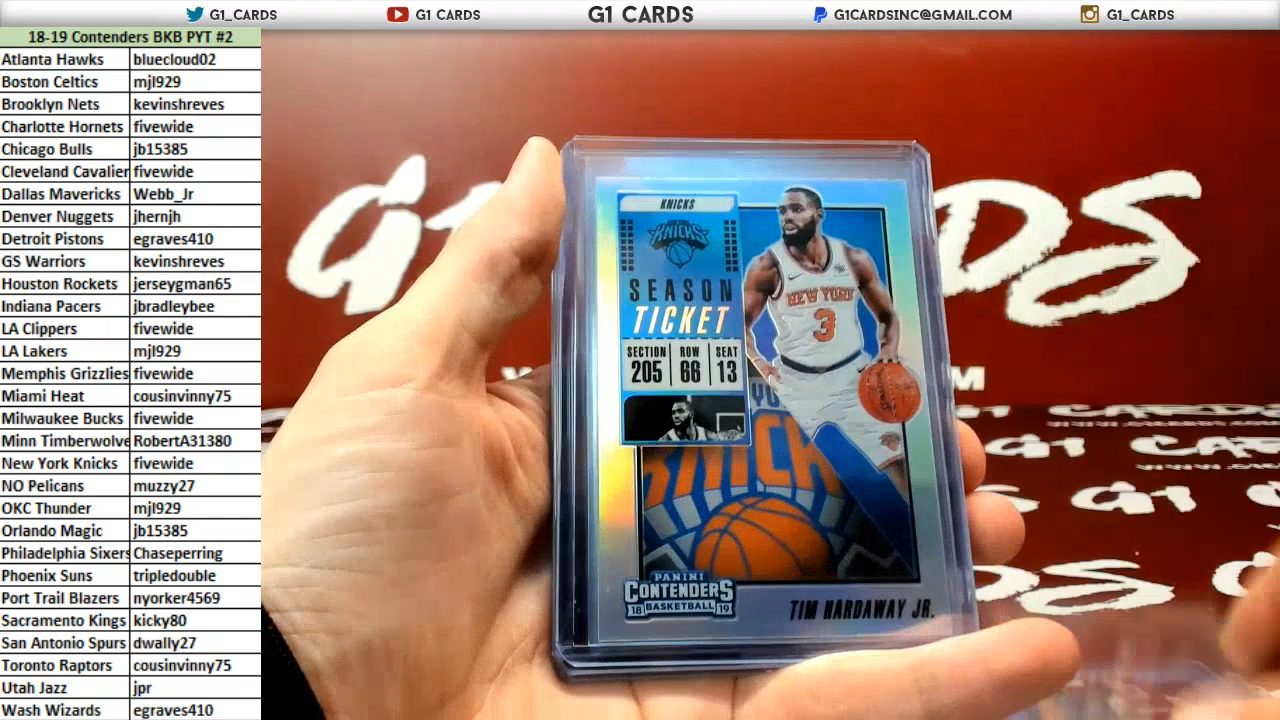 G1_CARDS
G1 CARDS
G1 CARDS
G1CARDSINC@GMAIL.COM
G1_CARDS
18-19 Contenders BKB PYT #2
Atlanta Hawks bluecloud02
Boston Celtics mjl929
Brooklyn Nets kevinshreves
Charlotte Hornets fivewide
Chicago Bulls jb15385
Cleveland Cavalier fivewide
Dallas Mavericks Webb_Jr
Denver Nuggets jhernjh
Detroit Pistons egraves410
GS Warriors kevinshreves
Houston Rockets jerseygman65
Indiana Pacers jbradleybee
LA Clippers fivewide
LA Lakers mjl929
Memphis Grizzlies fivewide
Miami Heat cousinvinny75
Milwaukee Bucks fivewide
Minn Timberwolve RobertA31380
New York Knicks fivewide
NO Pelicans muzzy27
OKC Thunder mjl929
Orlando Magic jb15385
Philadelphia Sixers Chaseperring
Phoenix Suns tripledouble
Port Trail Blazers nyorker4569
Sacramento Kings kicky80
San Antonio Spurs dwally27
Toronto Raptors cousinvinny75
Utah Jazz jpr
Wash Wizards egraves410
KNICKS
KNICKS
SEASON
TICKET
SECTION ROW SEAT
205 66 13
NEW YORK
3
KNICK
PANINI
CONTENDERS
18 BASKETBALL 19
TIM HARDAWAY JR.